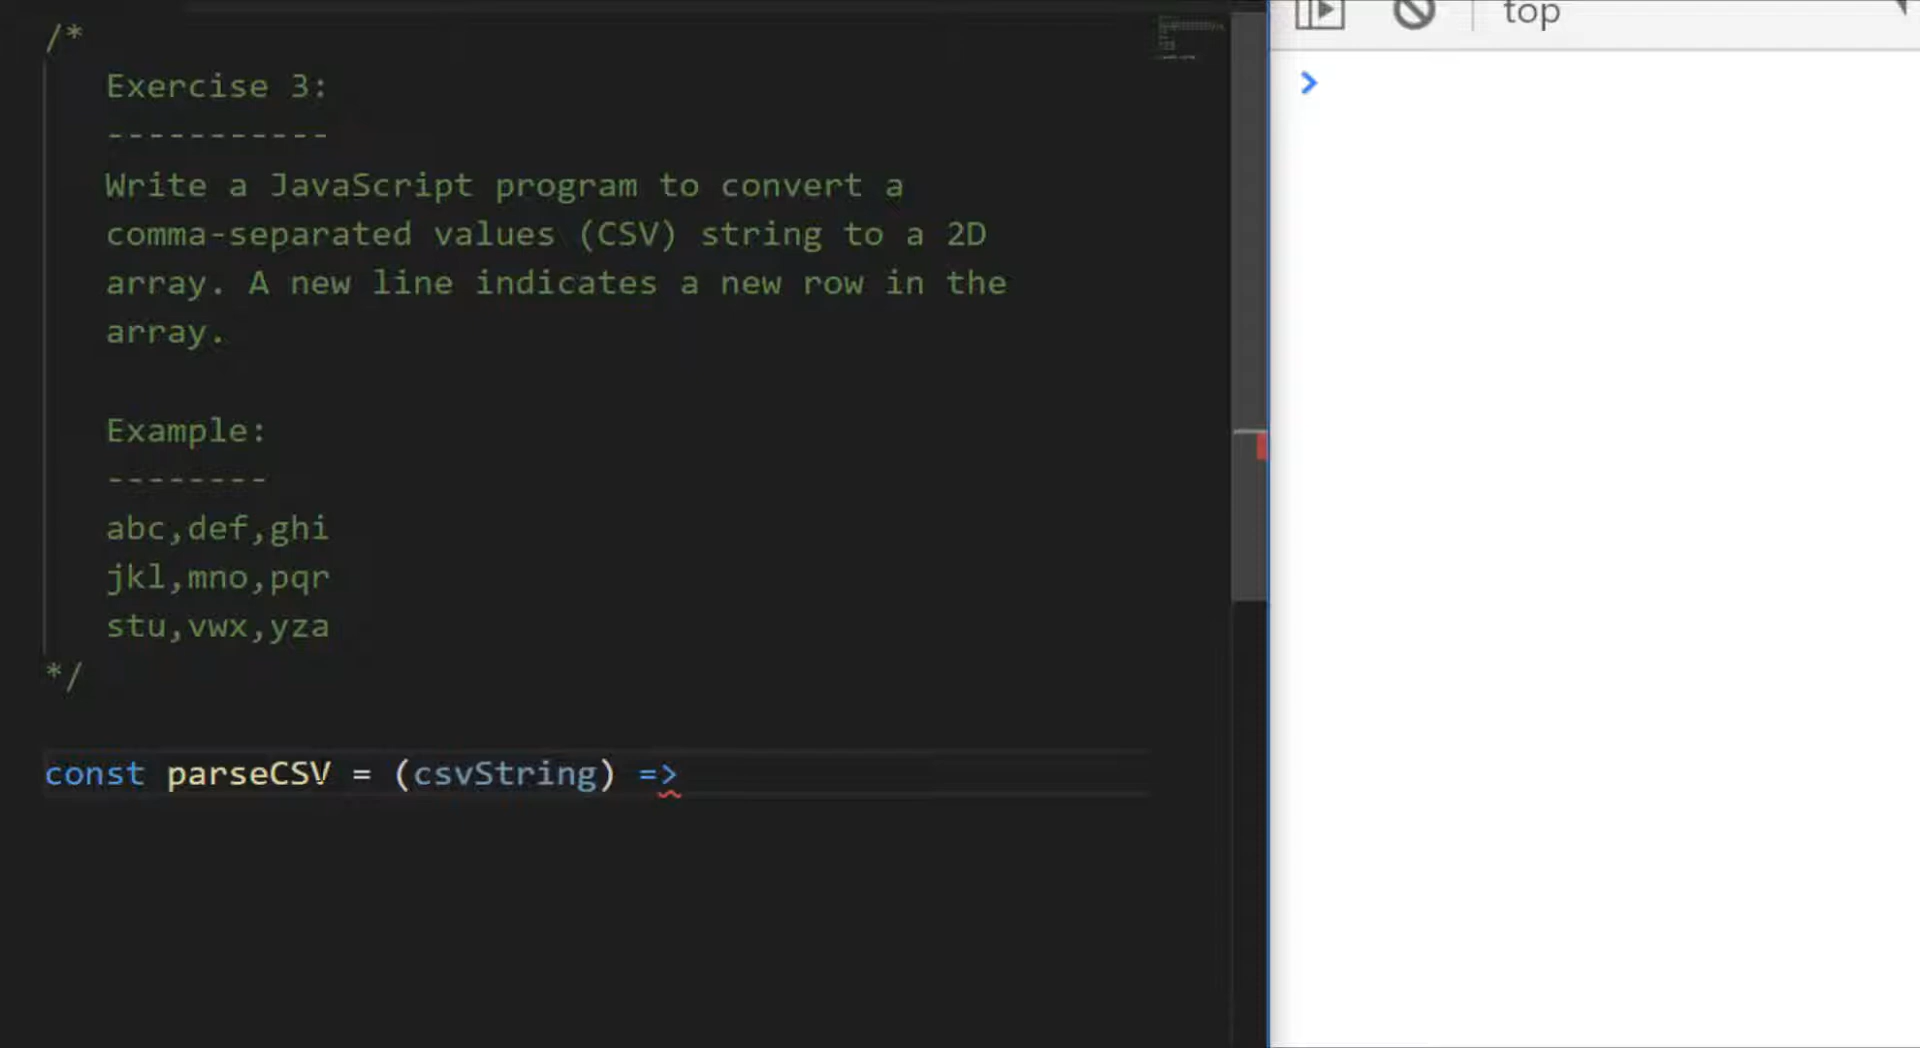 /*
Exercise 3:
-----------
Write a JavaScript program to convert a
comma-separated values (CSV) string to a 2D
array. A new line indicates a new row in the
array.
Example:
--------
abc,def,ghi
jkl,mno,pqr
stu,vwx,yza
*/
const parseCSV = (csvString) =>
top
>